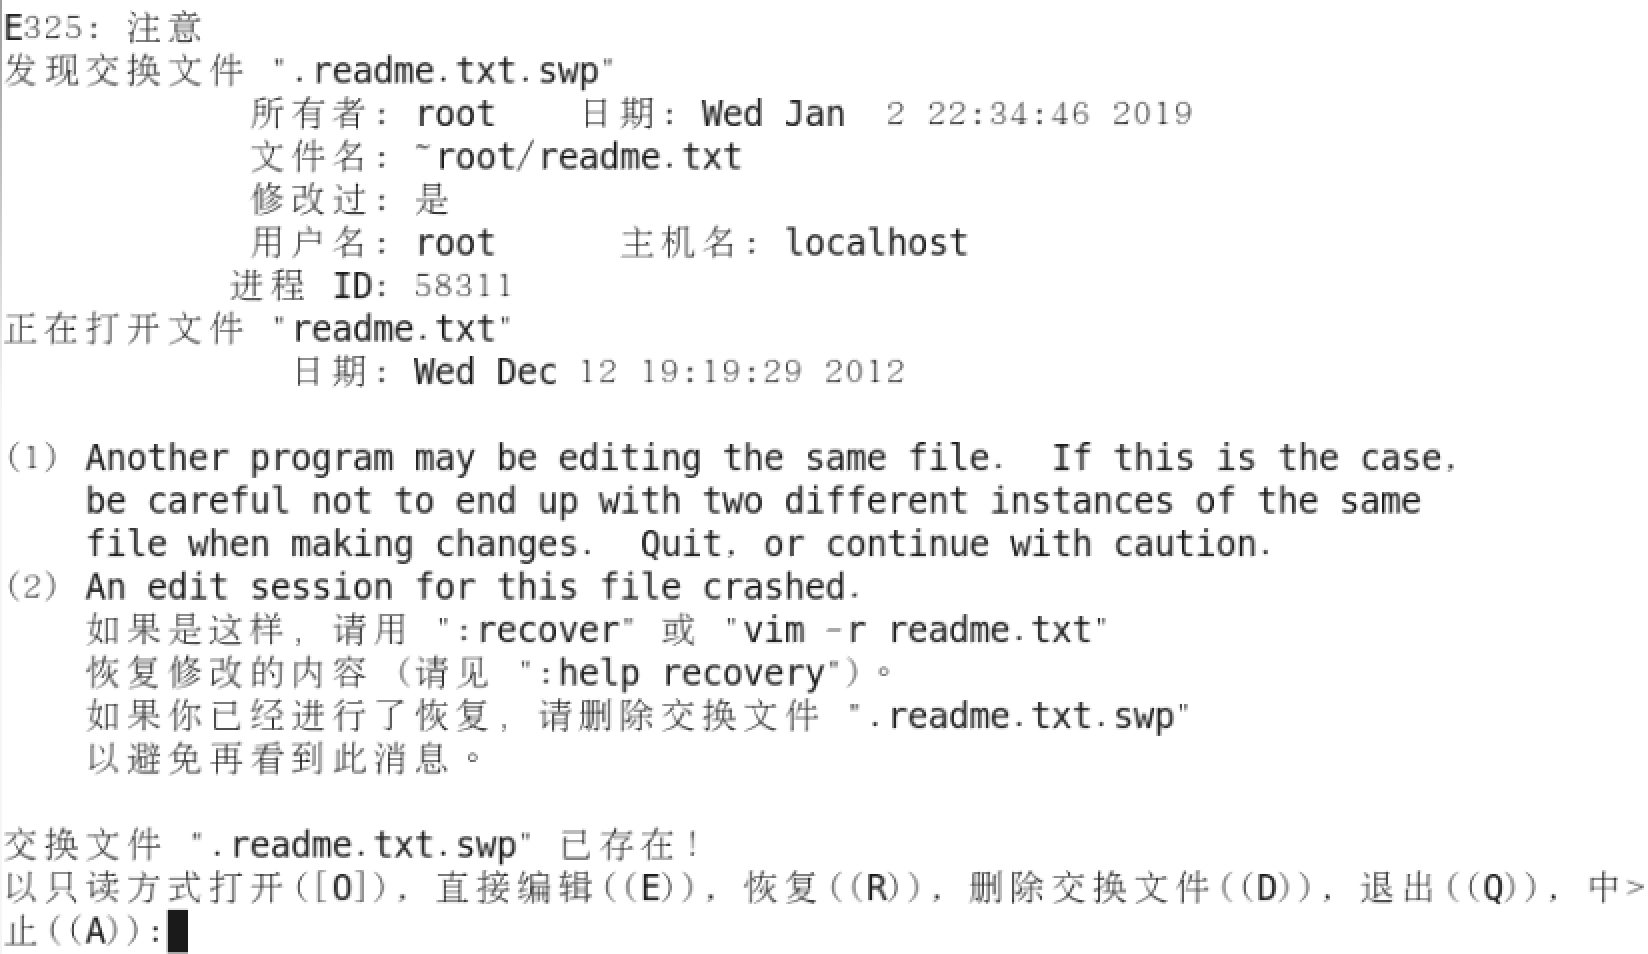 E325: 注意
发现交换文件 ".readme.txt.swp"
所有者: root    日期: Wed Jan  2 22:34:46 2019
文件名: ~root/readme.txt
修改过: 是
用户名: root      主机名: localhost
进程 ID: 58311
正在打开文件 "readme.txt"
日期: Wed Dec 12 19:19:29 2012
(1) Another program may be editing the same file.  If this is the case,
be careful not to end up with two different instances of the same
file when making changes.  Quit, or continue with caution.
(2) An edit session for this file crashed.
如果是这样, 请用 ":recover" 或 "vim -r readme.txt"
恢复修改的内容 (请见 ":help recovery")。
如果你已经进行了恢复, 请删除交换文件 ".readme.txt.swp"
以避免再看到此消息。
交换文件 ".readme.txt.swp" 已存在!
以只读方式打开([O]), 直接编辑((E)), 恢复((R)), 删除交换文件((D)), 退出((Q)), 中>
止((A)):